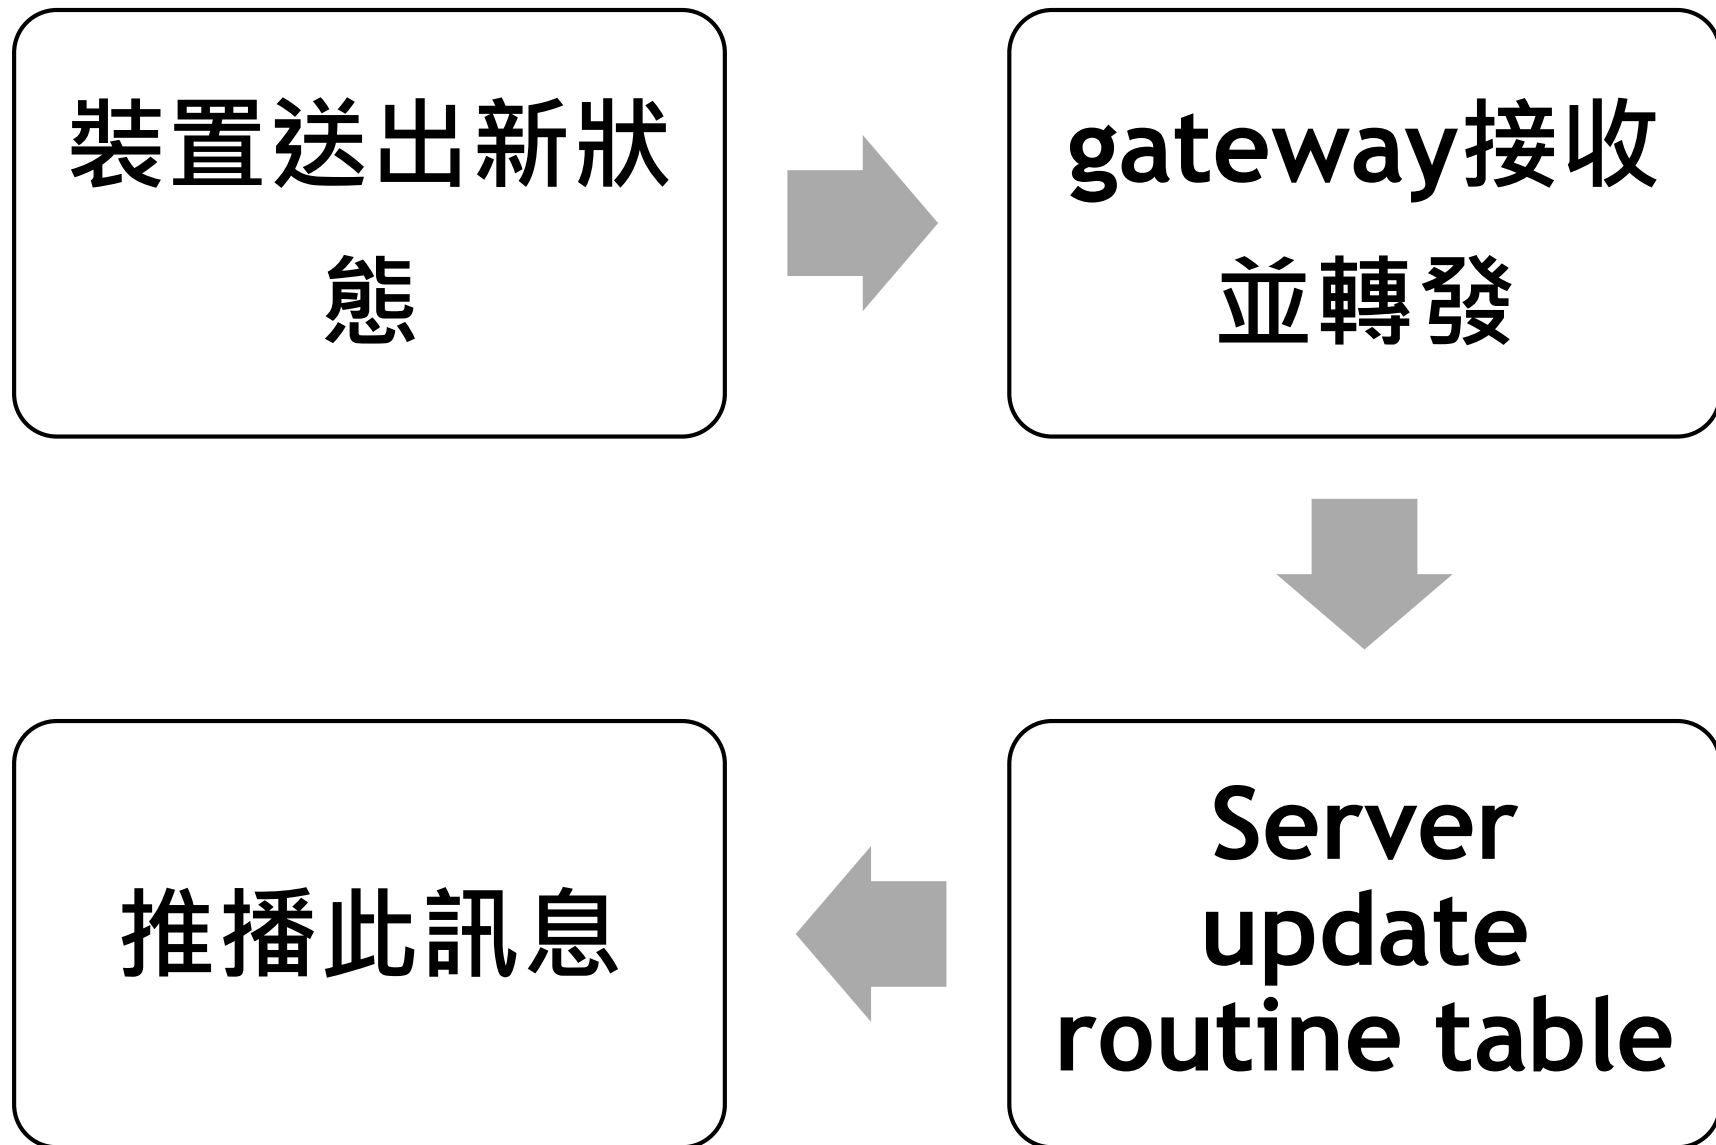 裝置送出新狀
態
gateway接收
並轉發
Server
update
routine table
推播此訊息